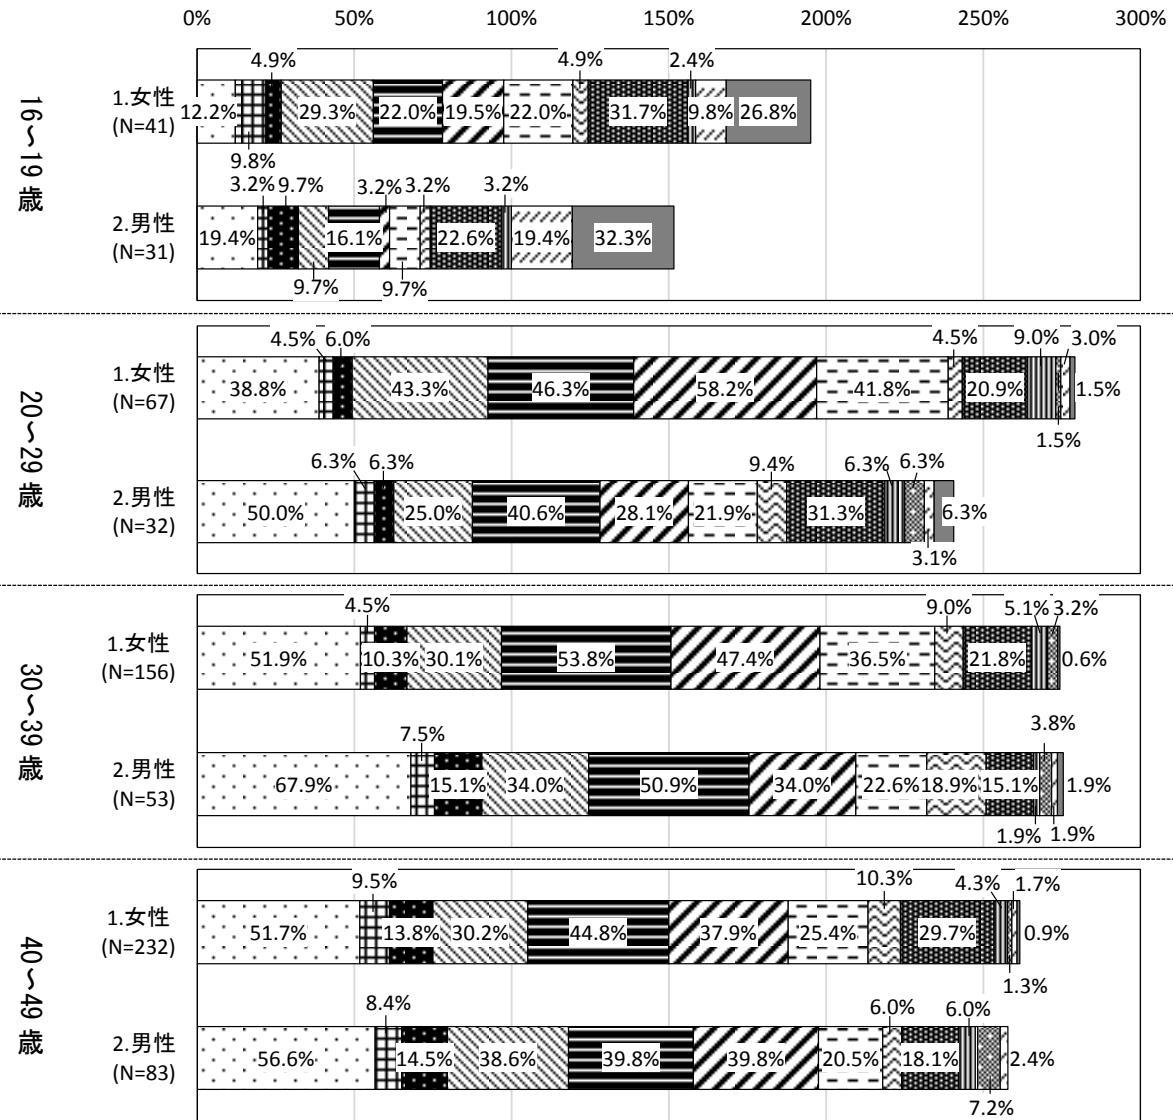 0% 50% 100% 150% 200% 250% 300%
16～19 歳
4.9% 4.9% 2.4%
1.女性
(N=41)
12.2% 29.3% 22.0% 19.5% 22.0% 31.7% 9.8% 26.8%
9.8%
3.2% 9.7% 3.2% 3.2% 3.2%
2.男性
(N=31)
19.4% 16.1% 22.6% 19.4% 32.3%
9.7% 9.7%
20～29 歳
4.5% 6.0% 4.5% 9.0% 3.0%
1.女性
(N=67)
38.8% 43.3% 46.3% 58.2% 41.8% 20.9% 1.5%
1.5%
6.3% 6.3% 9.4% 6.3% 6.3%
2.男性
(N=32)
50.0% 25.0% 40.6% 28.1% 21.9% 31.3% 6.3%
3.1%
30～39 歳
4.5% 9.0% 5.1% 3.2%
1.女性
(N=156)
51.9% 10.3% 30.1% 53.8% 47.4% 36.5% 21.8% 0.6%
7.5% 3.8%
2.男性
(N=53)
67.9% 15.1% 34.0% 50.9% 34.0% 22.6% 18.9% 15.1% 1.9%
1.9% 1.9%
40～49 歳
9.5% 10.3% 4.3% 1.7%
1.女性
(N=232)
51.7% 13.8% 30.2% 44.8% 37.9% 25.4% 29.7% 0.9%
1.3%
8.4% 6.0% 6.0%
2.男性
(N=83)
56.6% 14.5% 38.6% 39.8% 39.8% 20.5% 18.1% 2.4%
7.2%